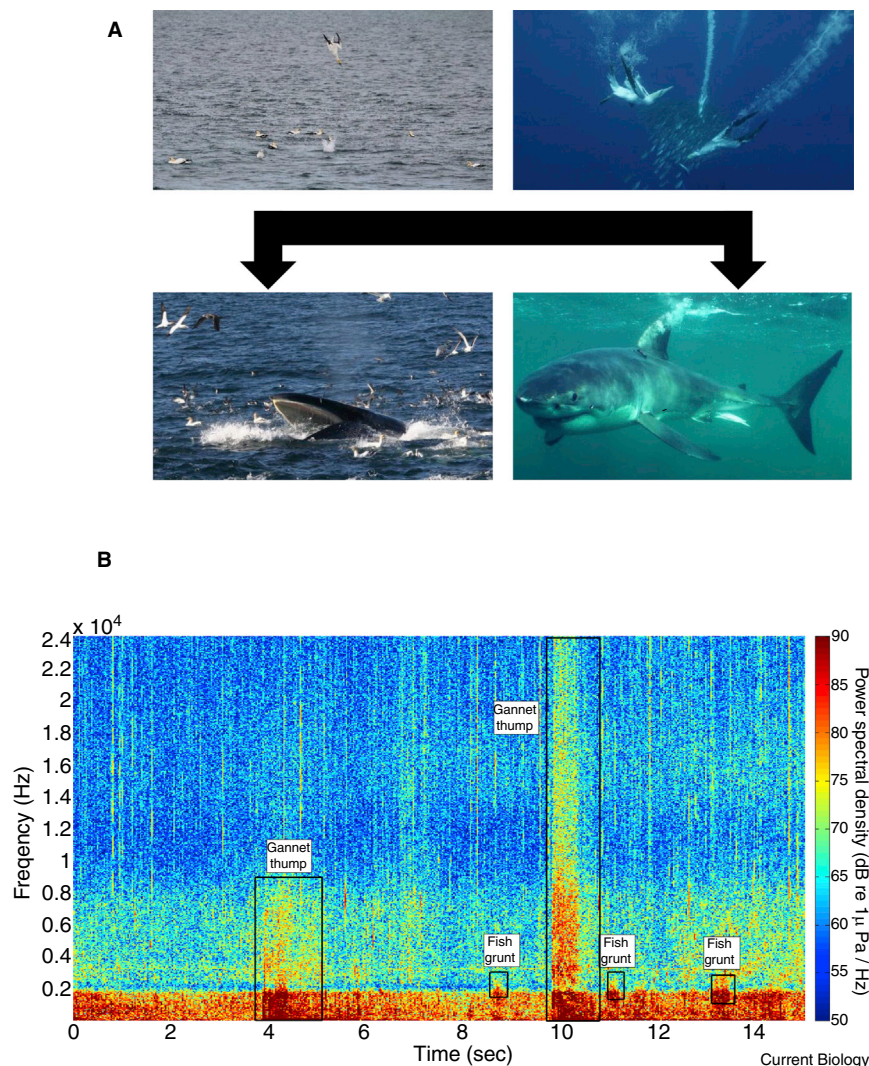 A
B
x 10⁴
2.4
2.2
2
1.8
1.6
1.4
1.2
1
0.8
0.6
0.4
0.2
Freqency (Hz)
Gannet
thump
Gannet
thump
Fish
grunt
Fish
grunt
Fish
grunt
0 2 4 6 8 10 12 14
Time (sec)
90
85
80
75
70
65
60
55
50
Power spectral density (dB re 1µ Pa / Hz)
Current Biology